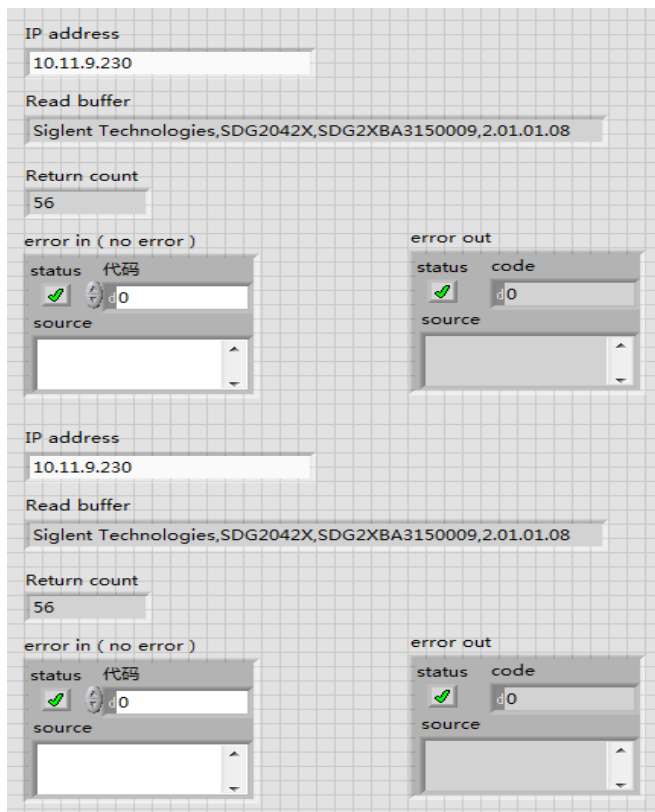 IP address
10.11.9.230
Read buffer
Siglent Technologies,SDG2042X,SDG2XBA3150009,2.01.01.08
Return count
56
error in ( no error )
status 代码
d 0
source
error out
status code
d 0
source
IP address
10.11.9.230
Read buffer
Siglent Technologies,SDG2042X,SDG2XBA3150009,2.01.01.08
Return count
56
error in ( no error )
status 代码
d 0
source
error out
status code
d 0
source